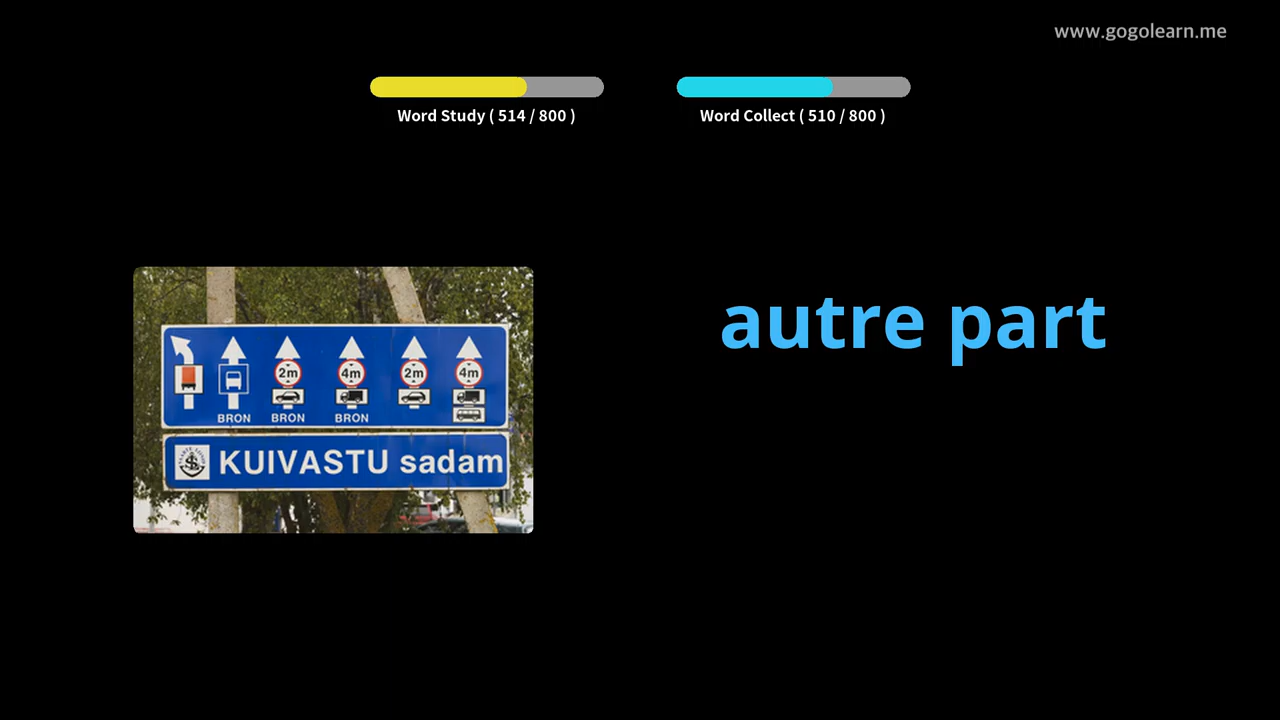 www.gogolearn.me
Word Study ( 514 / 800 )
Word Collect ( 510 / 800 )
autre part
2m 4m 2m 4m
BRON BRON BRON
KUIVASTU sadam